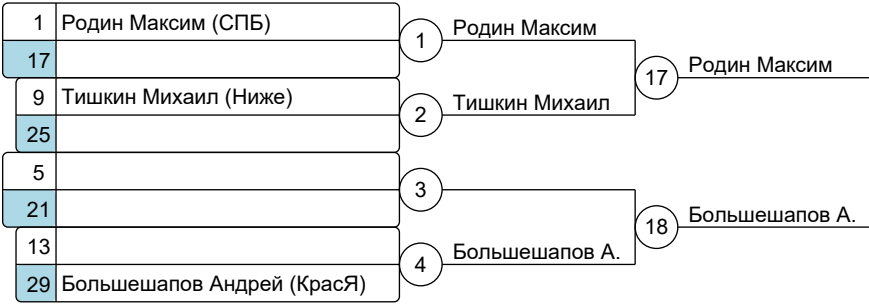 1 Родин Максим (СПБ)
17
1
Родин Максим
9 Тишкин Михаил (Ниже)
25
2
Тишкин Михаил
17
Родин Максим
5
21
3
13
29 Большешапов Андрей (КрасЯ)
4
Большешапов А.
18
Большешапов А.